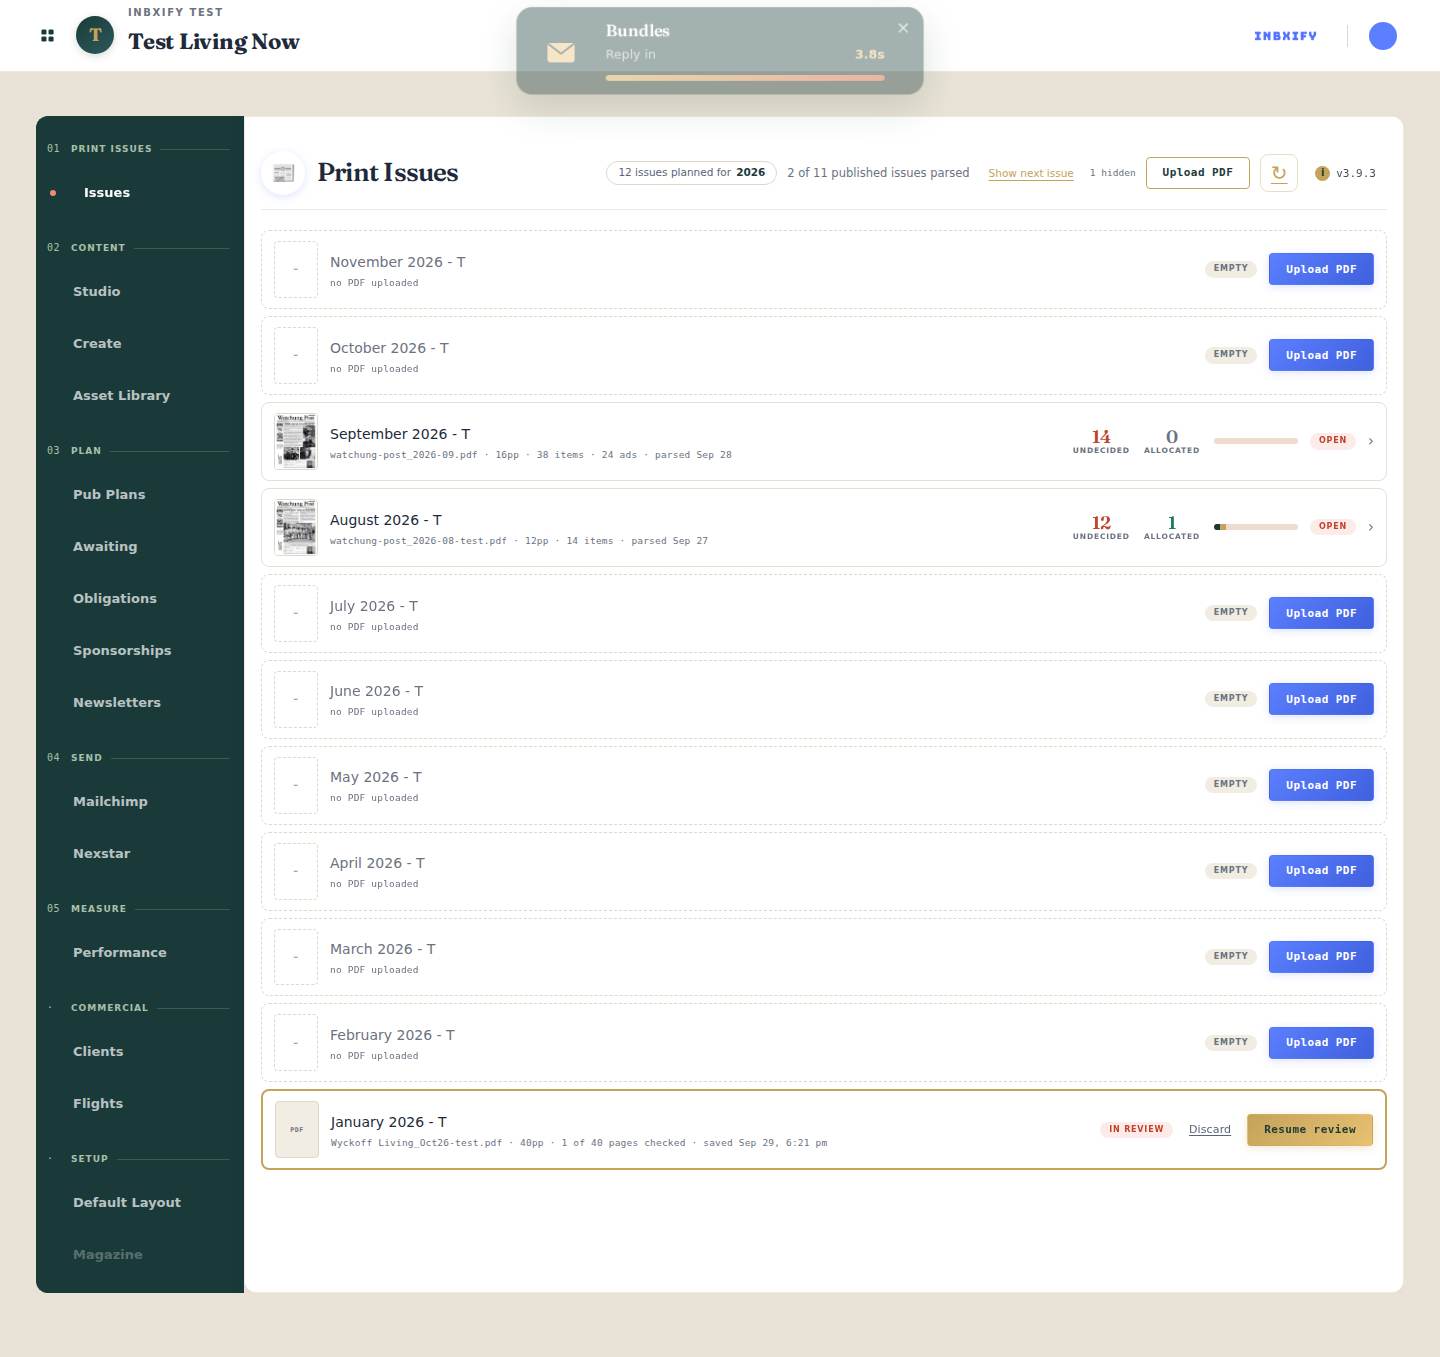 INBXIFY TEST
T
Test Living Now
Bundles
Reply in 3.8s
INBXIFY
01 PRINT ISSUES
Issues
02 CONTENT
Studio
Create
Asset Library
03 PLAN
Pub Plans
Awaiting
Obligations
Sponsorships
Newsletters
04 SEND
Mailchimp
Nexstar
05 MEASURE
Performance
· COMMERCIAL
Clients
Flights
· SETUP
Default Layout
Magazine
Print Issues
12 issues planned for 2026
2 of 11 published issues parsed
Show next issue
1 hidden
Upload PDF
i v3.9.3
-
November 2026 - T
no PDF uploaded
EMPTY
Upload PDF
-
October 2026 - T
no PDF uploaded
EMPTY
Upload PDF
Watchung Post
September 2026 - T
watchung-post_2026-09.pdf · 16pp · 38 items · 24 ads · parsed Sep 28
14 UNDECIDED
0 ALLOCATED
OPEN
›
Watchung Post
August 2026 - T
watchung-post_2026-08-test.pdf · 12pp · 14 items · parsed Sep 27
12 UNDECIDED
1 ALLOCATED
OPEN
›
-
July 2026 - T
no PDF uploaded
EMPTY
Upload PDF
-
June 2026 - T
no PDF uploaded
EMPTY
Upload PDF
-
May 2026 - T
no PDF uploaded
EMPTY
Upload PDF
-
April 2026 - T
no PDF uploaded
EMPTY
Upload PDF
-
March 2026 - T
no PDF uploaded
EMPTY
Upload PDF
-
February 2026 - T
no PDF uploaded
EMPTY
Upload PDF
PDF
January 2026 - T
Wyckoff Living_Oct26-test.pdf · 40pp · 1 of 40 pages checked · saved Sep 29, 6:21 pm
IN REVIEW
Discard
Resume review